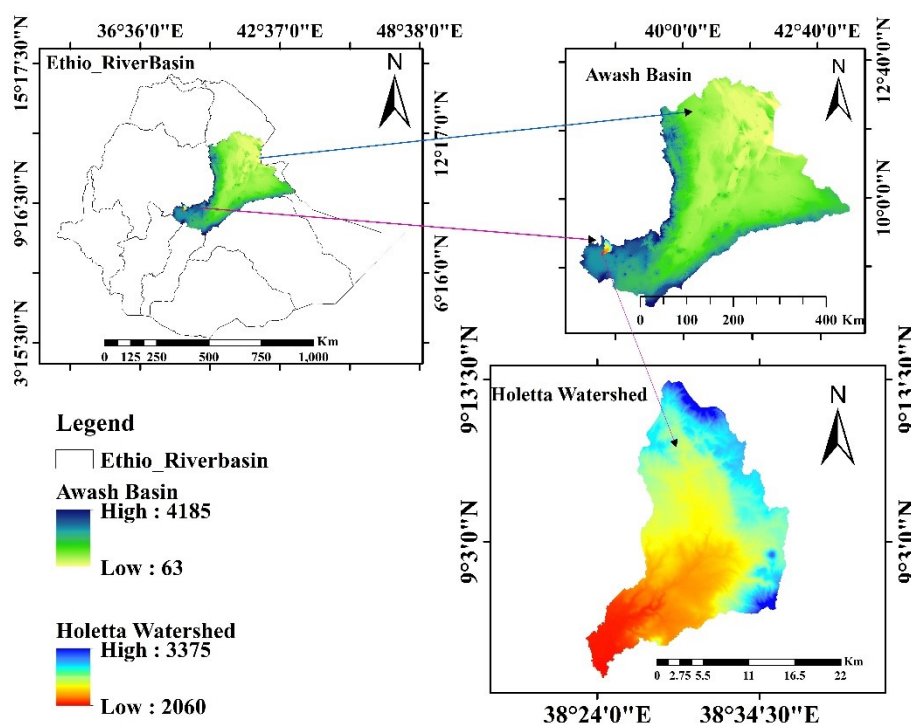 36°36'0"E 42°37'0"E 48°38'0"E
Ethio_RiverBasin
N
15°17'30"N
12°17'0"N
9°16'30"N
6°16'0"N
3°15'30"N
Km
0 125 250 500 750 1,000
40°0'0"E 42°40'0"E
Awash Basin
N
12°40'0"N
10°0'0"N
0 100 200 400 Km
Legend
Ethio_Riverbasin
Awash Basin
High : 4185
Low : 63
Holetta Watershed
High : 3375
Low : 2060
Holetta Watershed
N
9°13'30"N
9°3'0"N
9°13'30"N
9°3'0"N
Km
0 2.75 5.5 11 16.5 22
38°24'0"E 38°34'30"E